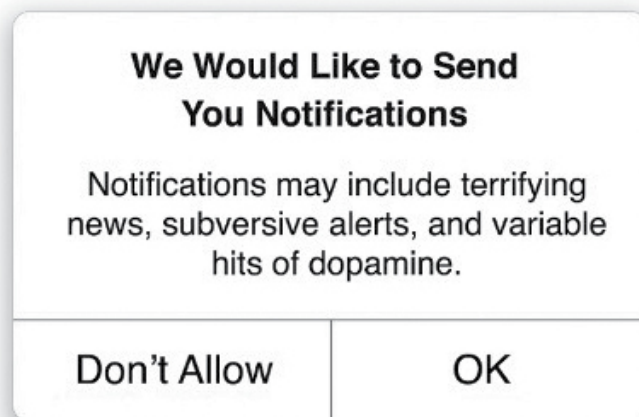 We Would Like to Send
You Notifications
Notifications may include terrifying
news, subversive alerts, and variable
hits of dopamine.
Don't Allow
OK